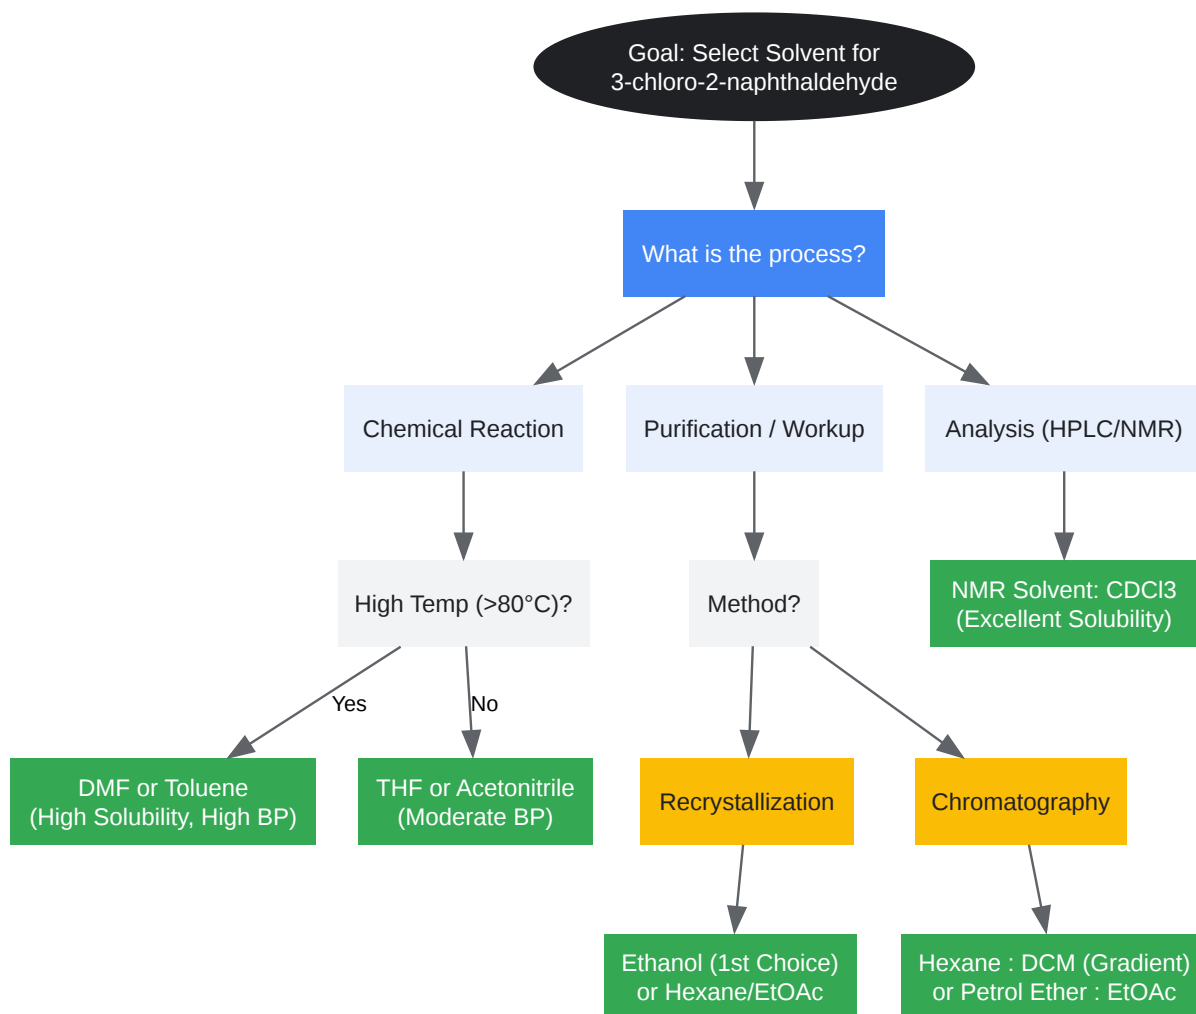 Goal: Select Solvent for
3-chloro-2-naphthaldehyde
What is the process?
Chemical Reaction
Purification / Workup
Analysis (HPLC/NMR)
High Temp (>80°C)?
Method?
NMR Solvent: CDCl3
(Excellent Solubility)
Yes
No
DMF or Toluene
(High Solubility, High BP)
THF or Acetonitrile
(Moderate BP)
Recrystallization
Chromatography
Ethanol (1st Choice)
or Hexane/EtOAc
Hexane : DCM (Gradient)
or Petrol Ether : EtOAc